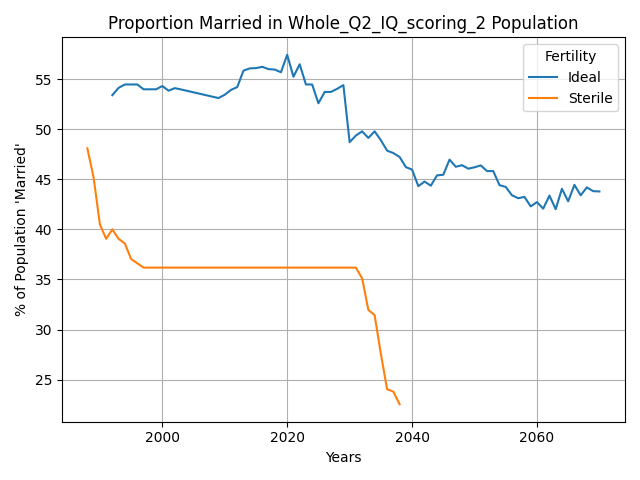 Proportion Married in Whole_Q2_IQ_scoring_2 Population
% of Population 'Married'
55
50
45
40
35
30
25
2000 2020 2040 2060
Years
Fertility
Ideal
Sterile